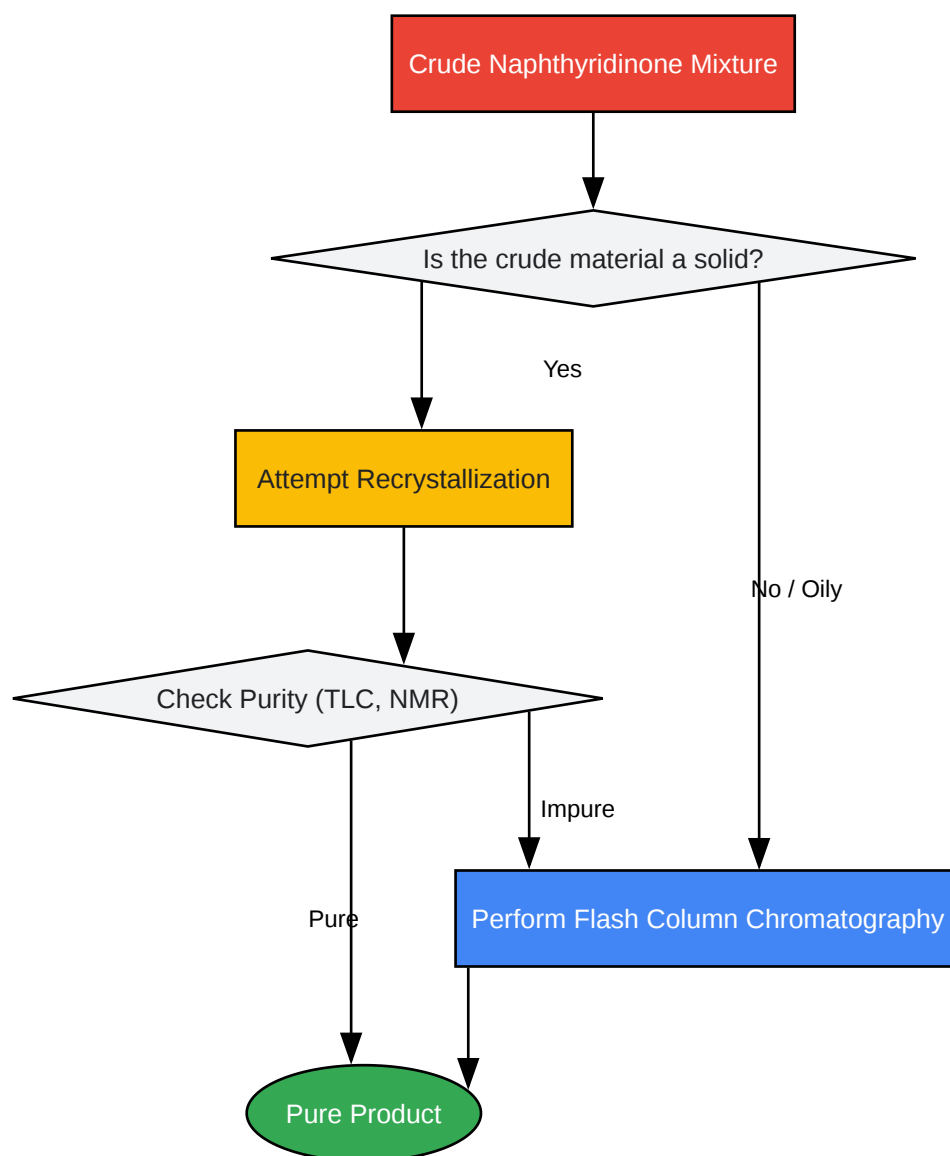 Crude Naphthyridinone Mixture
Is the crude material a solid?
Yes
Attempt Recrystallization
No / Oily
Check Purity (TLC, NMR)
Impure
Pure
Perform Flash Column Chromatography
Pure Product